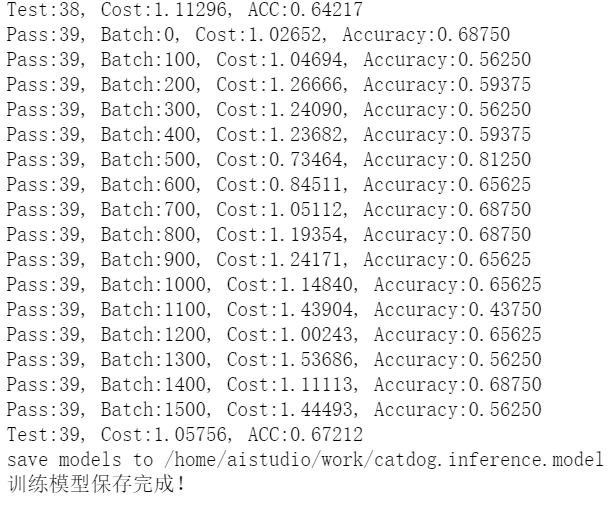 Test:38, Cost:1.11296, ACC:0.64217
Pass:39, Batch:0, Cost:1.02652, Accuracy:0.68750
Pass:39, Batch:100, Cost:1.04694, Accuracy:0.56250
Pass:39, Batch:200, Cost:1.26666, Accuracy:0.59375
Pass:39, Batch:300, Cost:1.24090, Accuracy:0.56250
Pass:39, Batch:400, Cost:1.23682, Accuracy:0.59375
Pass:39, Batch:500, Cost:0.73464, Accuracy:0.81250
Pass:39, Batch:600, Cost:0.84511, Accuracy:0.65625
Pass:39, Batch:700, Cost:1.05112, Accuracy:0.68750
Pass:39, Batch:800, Cost:1.19354, Accuracy:0.68750
Pass:39, Batch:900, Cost:1.24171, Accuracy:0.65625
Pass:39, Batch:1000, Cost:1.14840, Accuracy:0.65625
Pass:39, Batch:1100, Cost:1.43904, Accuracy:0.43750
Pass:39, Batch:1200, Cost:1.00243, Accuracy:0.65625
Pass:39, Batch:1300, Cost:1.53686, Accuracy:0.56250
Pass:39, Batch:1400, Cost:1.11113, Accuracy:0.68750
Pass:39, Batch:1500, Cost:1.44493, Accuracy:0.56250
Test:39, Cost:1.05756, ACC:0.67212
save models to /home/aistudio/work/catdog.inference.model
训练模型保存完成!